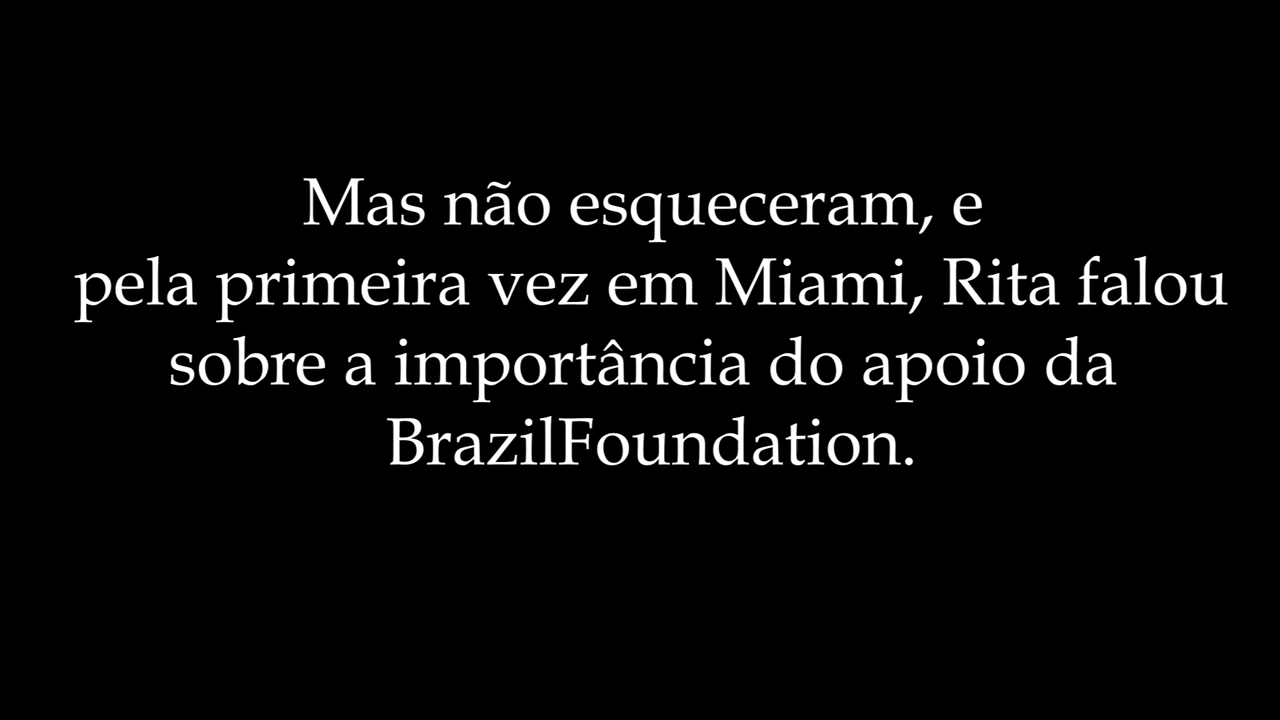 Mas não esqueceram, e
pela primeira vez em Miami, Rita falou
sobre a importância do apoio da
BrazilFoundation.